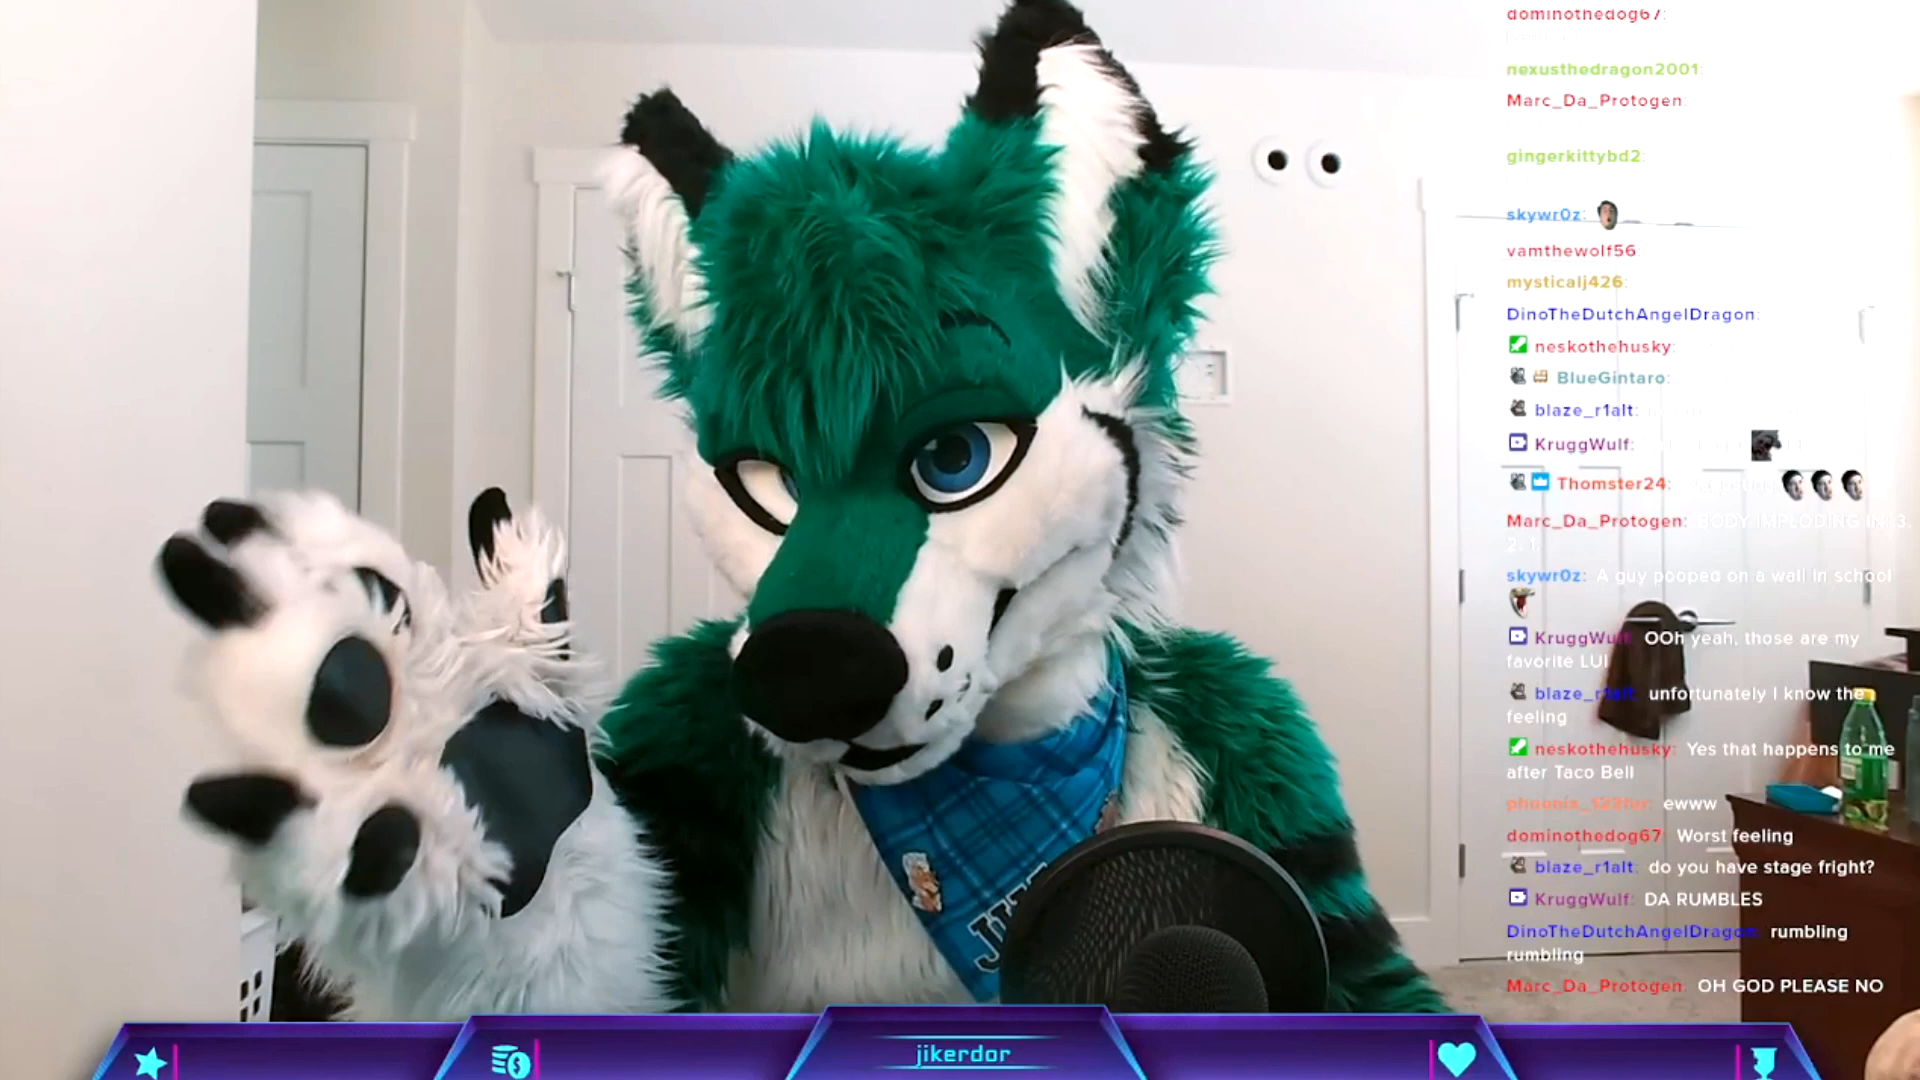 dominothedog67:
nexusthedragon2001:
Marc_Da_Protogen
gingerkittybd2:
skywr0z:
vamthewolf56
mysticalj426:
DinoTheDutchAngelDragon:
neskothehusky:
BlueGintaro:
blaze_r1alt:
KruggWulf:
Thomster24:
Marc_Da_Protogen: BODY IMPLODING IN 3.
2. 1
skywr0z: A guy pooped on a wall in school
KruggWulf: OOh yeah, those are my
favorite LUI
blaze_r1alt: unfortunately I know the
feeling
neskothehusky: Yes that happens to me
after Taco Bell
ewww
dominothedog67: Worst feeling
blaze_r1alt: do you have stage fright?
KruggWulf: DA RUMBLES
DinoTheDutchAngelDragon: rumbling
rumbling
Marc_Da_Protogen: OH GOD PLEASE NO
jikerdor